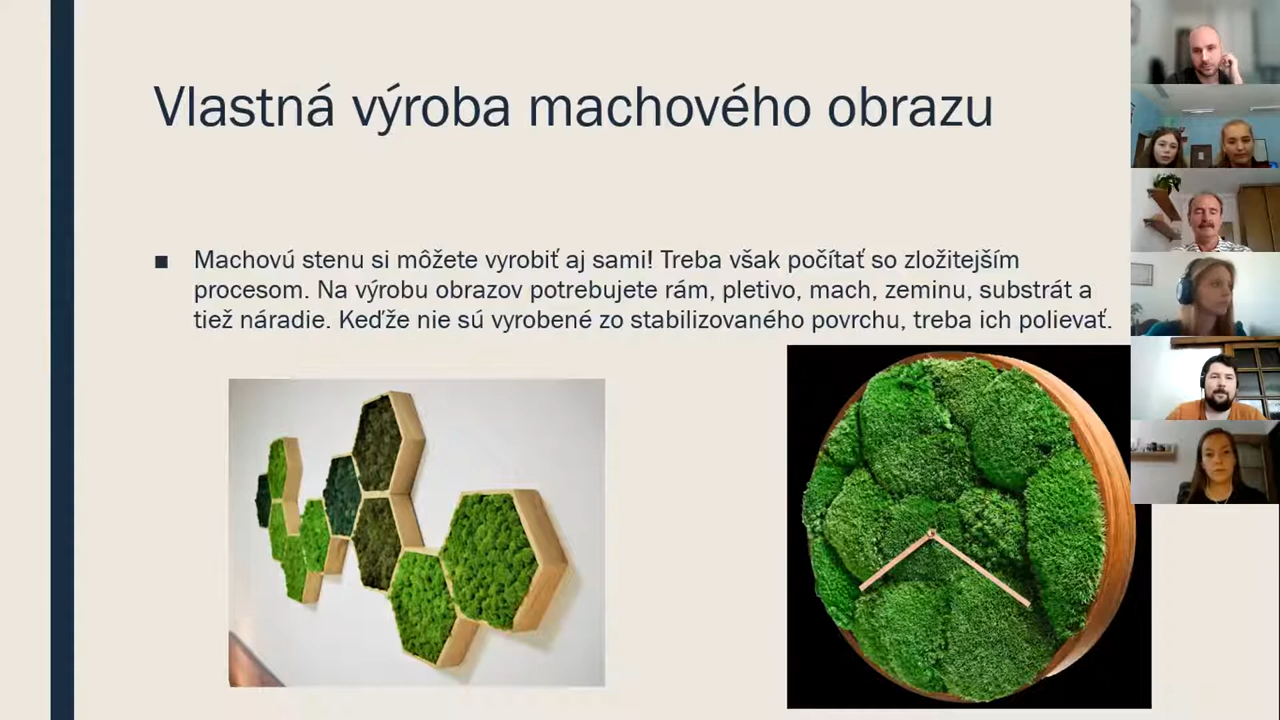 Vlastná výroba machového obrazu
Machovú stenu si môžete vyrobiť aj sami! Treba však počítať so zložitejším
procesom. Na výrobu obrazov potrebujete rám, pletivo, mach, zeminu, substrát a
tiež náradie. Keďže nie sú vyrobené zo stabilizovaného povrchu, treba ich polievať.